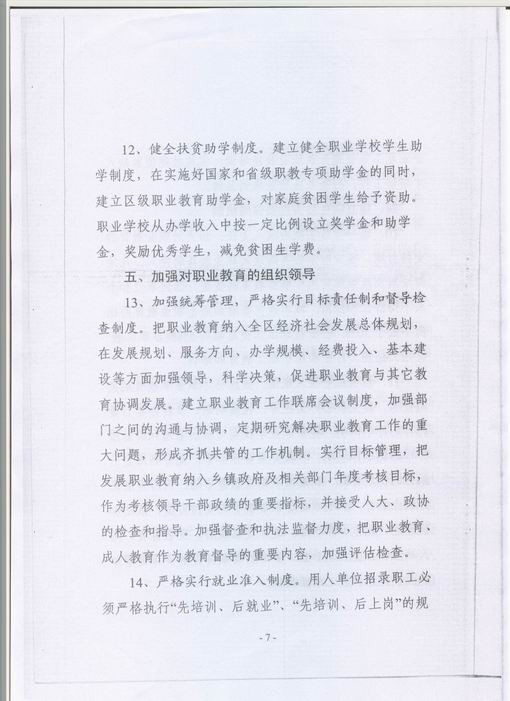 12、健全扶贫助学制度。建立健全职业学校学生助
学制度，在实施好国家和省级职教专项助学金的同时，
建立区级职业教育助学金，对家庭贫困学生给予资助。
职业学校从办学收入中按一定比例设立奖学金和助学
金，奖励优秀学生，减免贫困生学费。
五、加强对职业教育的组织领导
13、加强统筹管理，严格实行目标责任制和督导检
查制度。把职业教育纳入全区经济社会发展总体规划，
在发展规划、服务方向、办学规模、经费投入、基本建
设等方面加强领导，科学决策，促进职业教育与其它教
育协调发展。建立职业教育工作联席会议制度，加强部
门之间的沟通与协调，定期研究解决职业教育工作的重
大问题，形成齐抓共管的工作机制。实行目标管理，把
发展职业教育纳入乡镇政府及相关部门年度考核目标，
作为考核领导干部政绩的重要指标，并接受人大、政协
的检查和指导。加强督查和执法监督力度，把职业教育、
成人教育作为教育督导的重要内容，加强评估检查。
14、严格实行就业准入制度。用人单位招录职工必
须严格执行“先培训、后就业”、“先培训、后上岗”的规
- 7 -